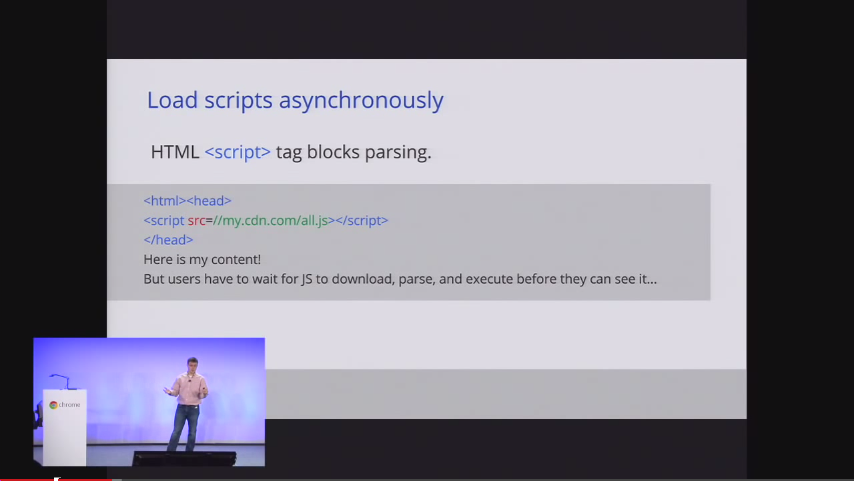 Load scripts asynchronously
HTML <script> tag blocks parsing.
<html><head>
<script src=//my.cdn.com/all.js></script>
</head>
Here is my content!
But users have to wait for JS to download, parse, and execute before they can see it...
chrome